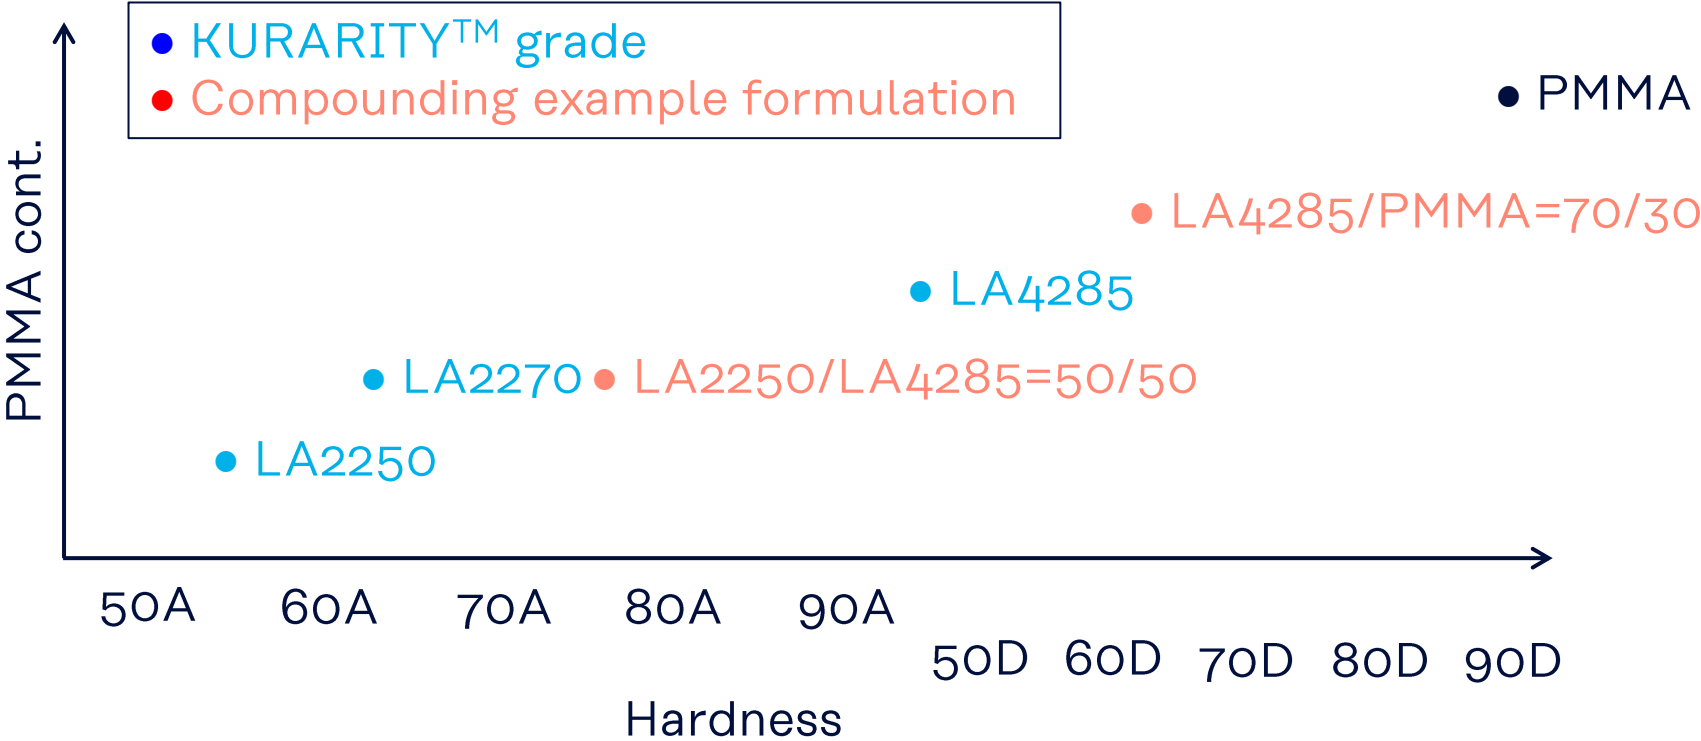 KURARITY™ grade
Compounding example formulation
PMMA
LA4285/PMMA=70/30
LA4285
LA2270
LA2250/LA4285=50/50
LA2250
PMMA cont.
50A 60A 70A 80A 90A
50D 60D 70D 80D 90D
Hardness